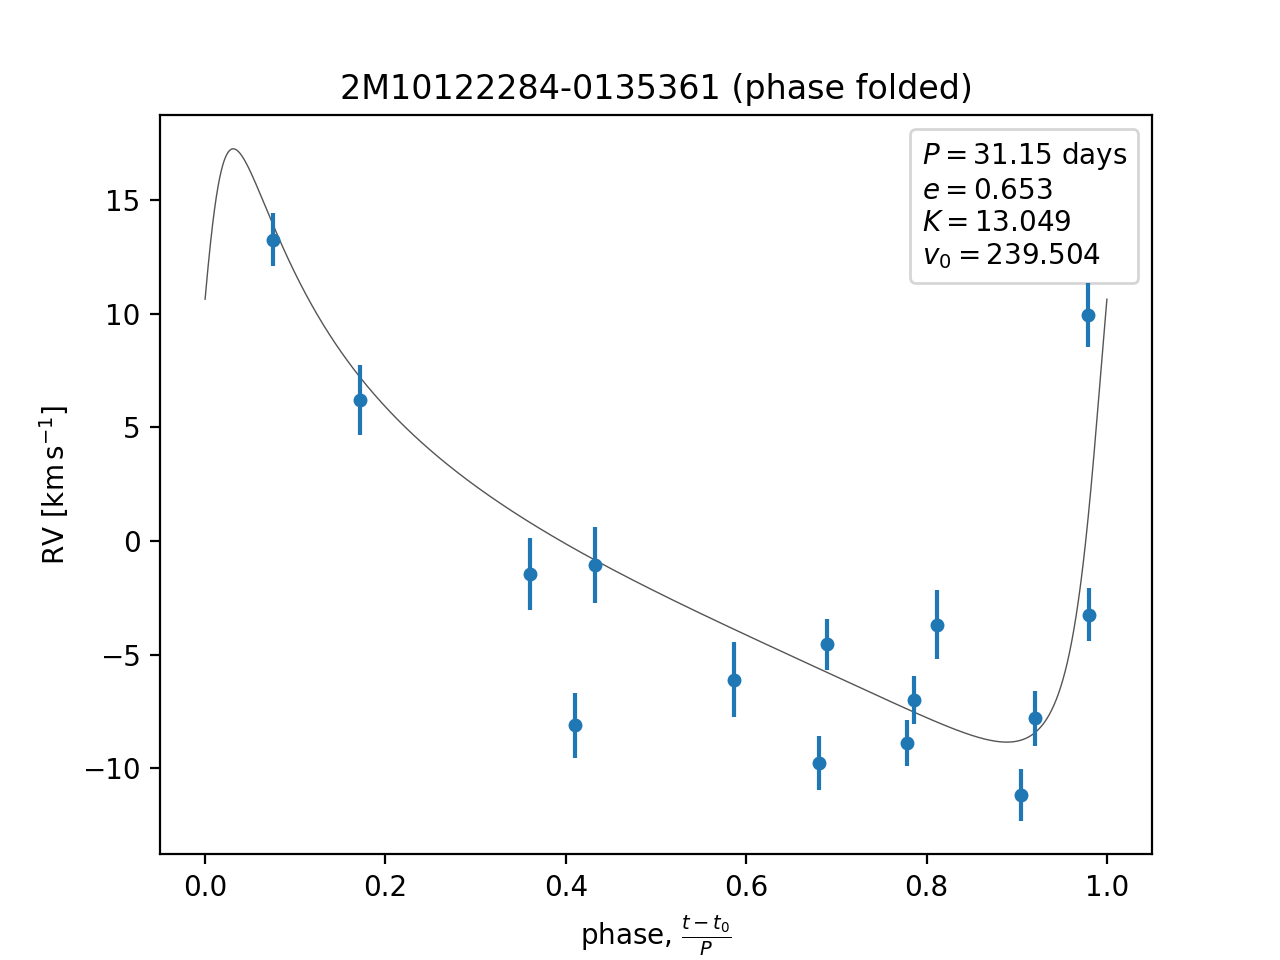 2M10122284-0135361 (phase folded)
P = 31.15 days
e = 0.653
K = 13.049
v₀ = 239.504
RV [km s⁻¹]
15
10
5
0
−5
−10
0.0 0.2 0.4 0.6 0.8 1.0
phase, (t − t₀)/P